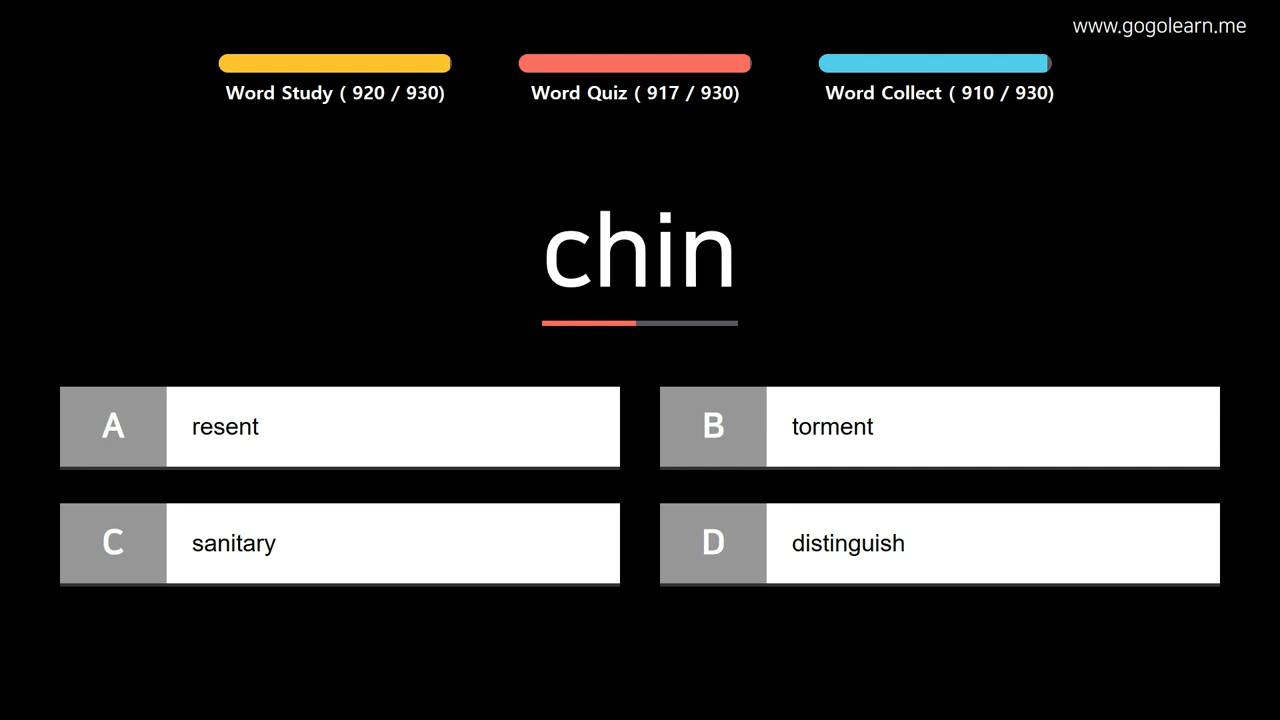 www.gogolearn.me
Word Study ( 920 / 930)
Word Quiz ( 917 / 930)
Word Collect ( 910 / 930)
chin
A resent
B torment
C sanitary
D distinguish